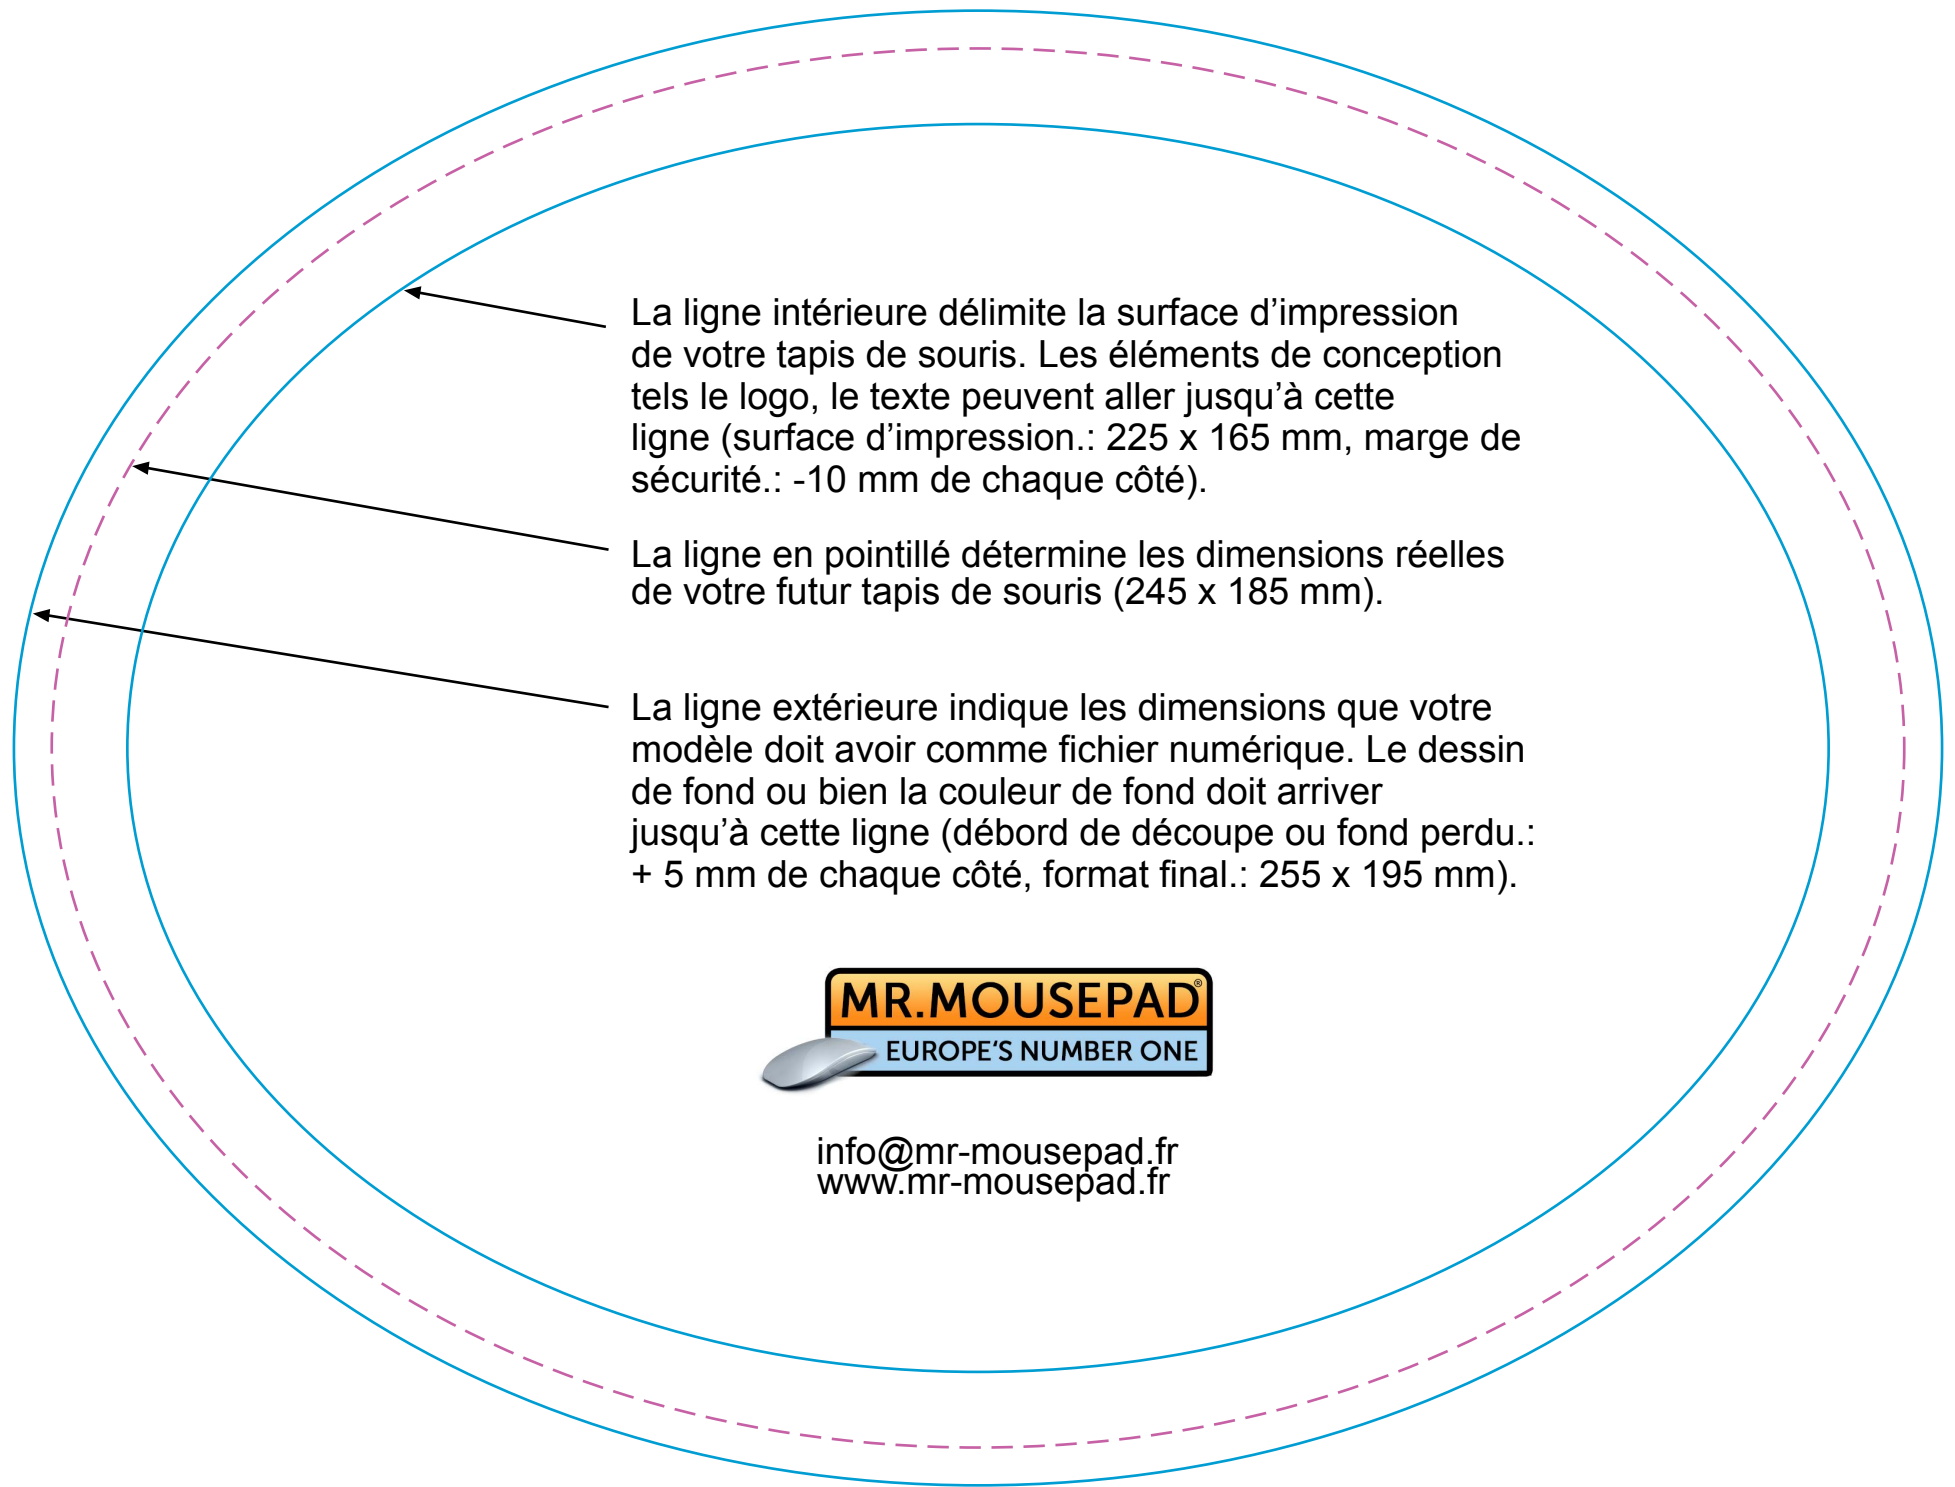 La ligne intérieure délimite la surface d’impression
de votre tapis de souris. Les éléments de conception
tels le logo, le texte peuvent aller jusqu’à cette
ligne (surface d’impression.: 225 x 165 mm, marge de
sécurité.: -10 mm de chaque côté).
La ligne en pointillé détermine les dimensions réelles
de votre futur tapis de souris (245 x 185 mm).
La ligne extérieure indique les dimensions que votre
modèle doit avoir comme fichier numérique. Le dessin
de fond ou bien la couleur de fond doit arriver
jusqu’à cette ligne (débord de découpe ou fond perdu.:
+ 5 mm de chaque côté, format final.: 255 x 195 mm).
MR.MOUSEPAD®
EUROPE’S NUMBER ONE
info@mr-mousepad.fr
www.mr-mousepad.fr